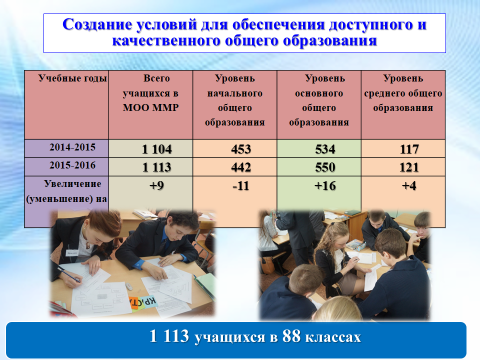 Создание условий для обеспечения доступного и
качественного общего образования
Учебные годы
Всего
учащихся в
МОО ММР
Уровень
начального
общего
образования
Уровень
основного
общего
образования
Уровень
среднего общего
образования
2014-2015 1 104 453 534 117
2015-2016 1 113 442 550 121
Увеличение
(уменьшение) на
+9 -11 +16 +4
1 113 учащихся в 88 классах